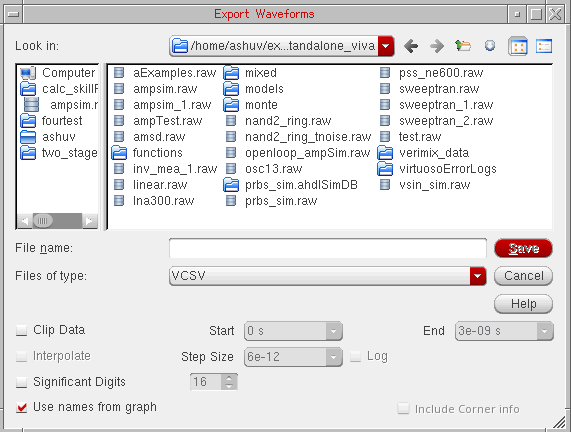 Export Waveforms
Look in:
/home/ashuv/ex...tandalone_viva
Computer
calc_skillF
ampsim.r
fourtest
ashuv
two_stage
aExamples.raw
ampsim.raw
ampsim_1.raw
ampTest.raw
amsd.raw
functions
inv_mea_1.raw
linear.raw
lna300.raw
mixed
models
monte
nand2_ring.raw
nand2_ring_tnoise.raw
openloop_ampSim.raw
osc13.raw
prbs_sim.ahdlSimDB
prbs_sim.raw
pss_ne600.raw
sweeptran.raw
sweeptran_1.raw
sweeptran_2.raw
test.raw
verimix_data
virtuosoErrorLogs
vsin_sim.raw
File name:
Save
Files of type:
VCSV
Cancel
Help
Clip Data
Start
0 s
End
3e-09 s
Interpolate
Step Size
6e-12
Log
Significant Digits
16
Use names from graph
Include Corner info